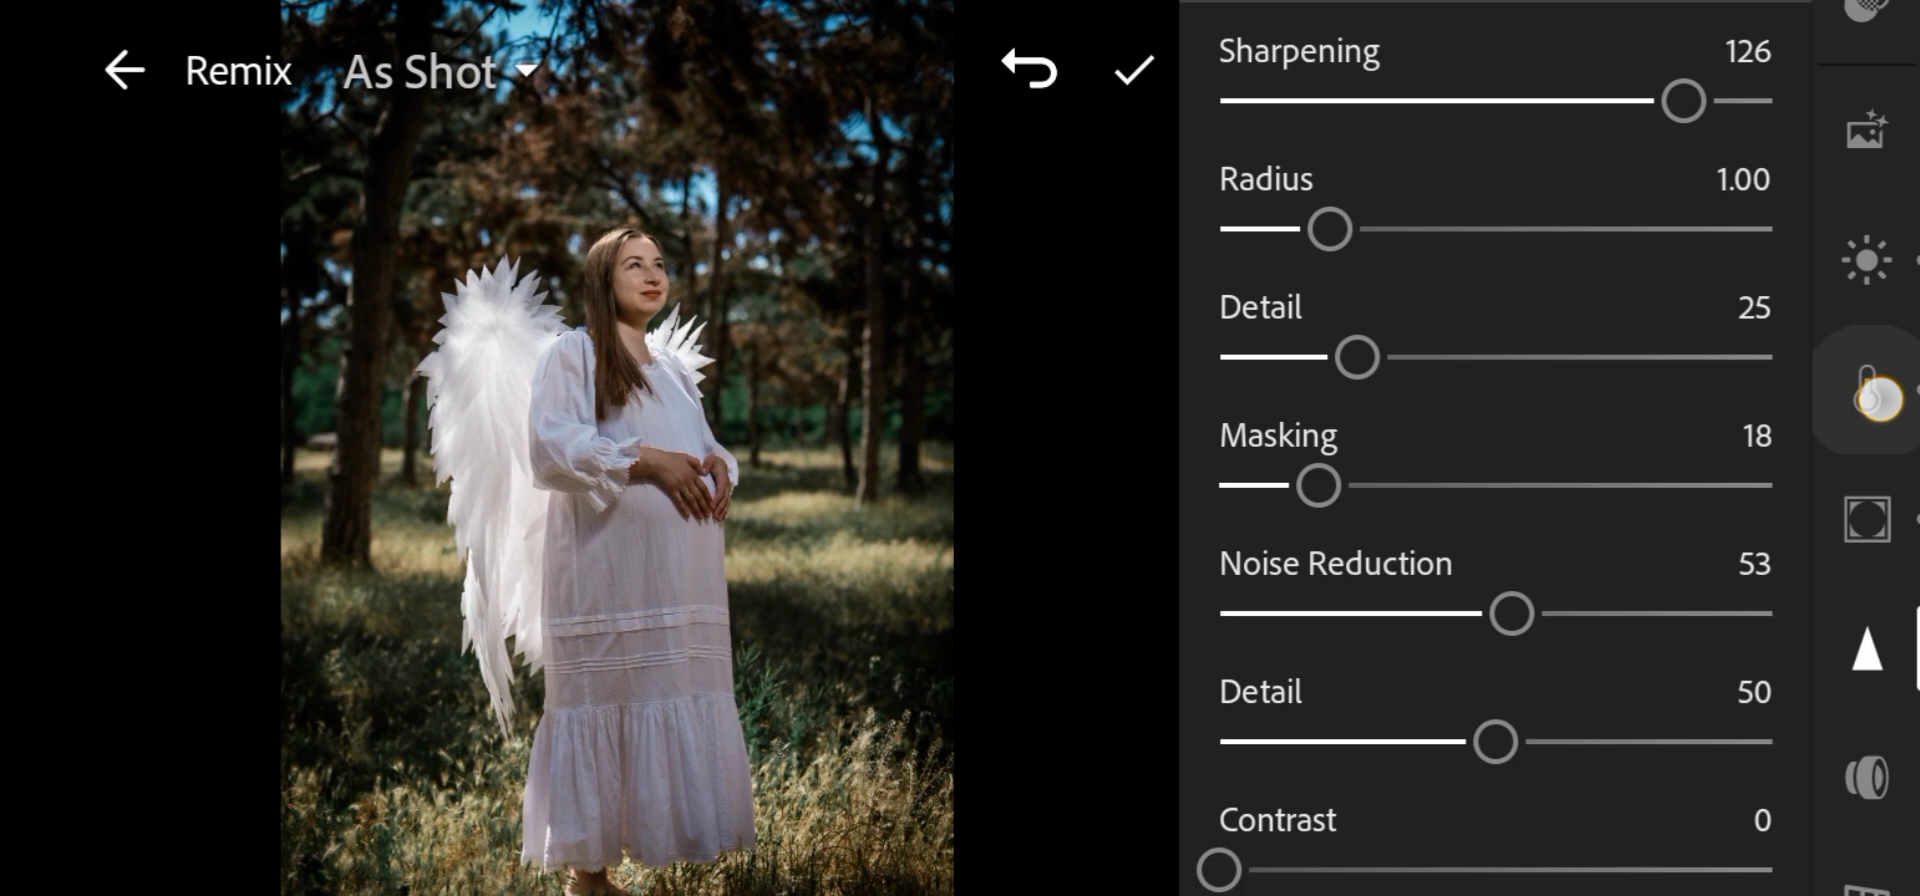 Remix As Shot
Sharpening 126
Radius 1.00
Detail 25
Masking 18
Noise Reduction 53
Detail 50
Contrast 0